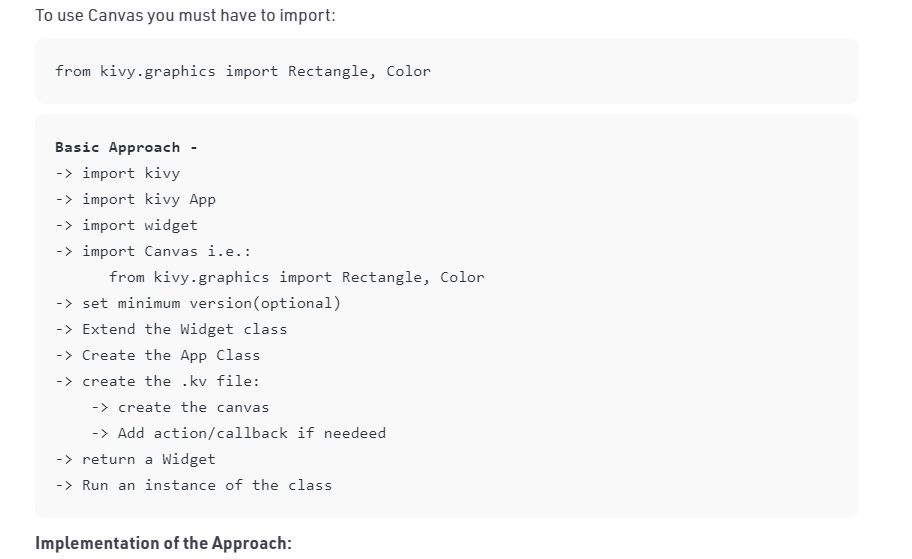 To use Canvas you must have to import:
from kivy.graphics import Rectangle, Color
Basic Approach -
-> import kivy
-> import kivy App
-> import widget
-> import Canvas i.e.:
from kivy.graphics import Rectangle, Color
-> set minimum version(optional)
-> Extend the Widget class
-> Create the App Class
-> create the .kv file:
-> create the canvas
-> Add action/callback if needeed
-> return a Widget
-> Run an instance of the class
Implementation of the Approach: